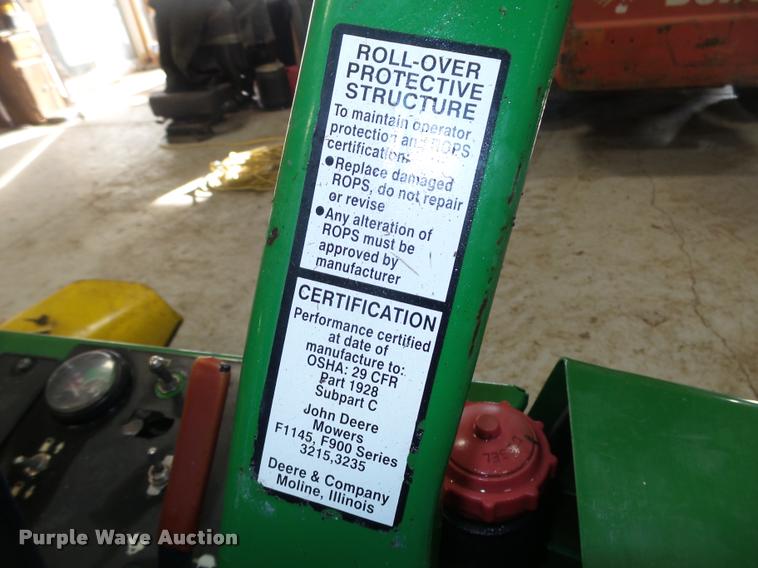 ROLL-OVER
PROTECTIVE
STRUCTURE
To maintain operator
protection and ROPS
certification:
●Replace damaged
ROPS, do not repair
or revise
●Any alteration of
ROPS must be
approved by
manufacturer
CERTIFICATION
Performance certified
at date of
manufacture to:
OSHA: 29 CFR
Part 1928
Subpart C
John Deere
Mowers
F1145, F900 Series
3215,3235
Deere & Company
Moline, Illinois
DIESEL
Purple Wave Auction